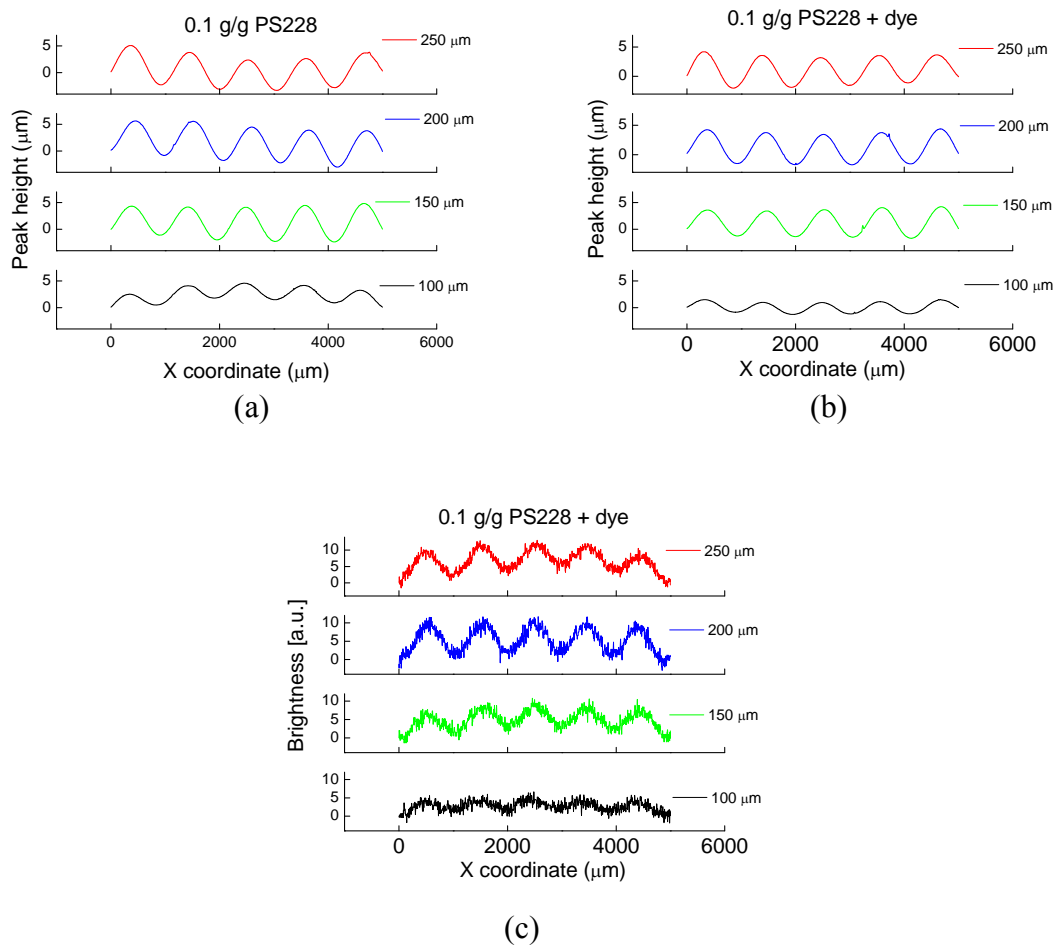 0.1 g/g PS228
5
0
250 μm
5
0
200 μm
5
0
150 μm
5
0
100 μm
Peak height (μm)
0 2000 4000 6000
X coordinate (μm)
(a)
0.1 g/g PS228 + dye
5
0
250 μm
5
0
200 μm
5
0
150 μm
5
0
100 μm
Peak height (μm)
0 2000 4000 6000
X coordinate (μm)
(b)
0.1 g/g PS228 + dye
10
5
0
250 μm
10
5
0
200 μm
10
5
0
150 μm
10
5
0
100 μm
Brightness [a.u.]
0 2000 4000 6000
X coordinate (μm)
(c)